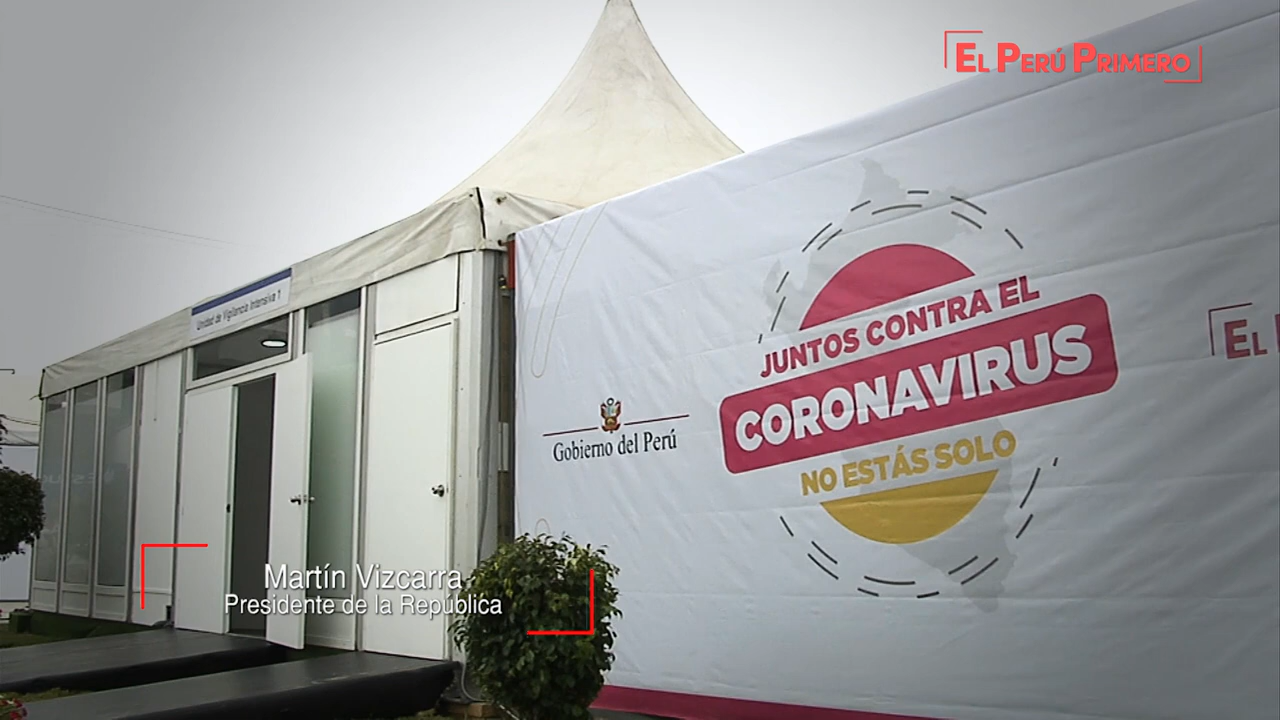 EL PERÚ PRIMERO
Unidad de Vigilancia Intensiva 1
JUNTOS CONTRA EL
CORONAVIRUS
NO ESTÁS SOLO
Gobierno del Perú
EL
Martín Vizcarra
Presidente de la República